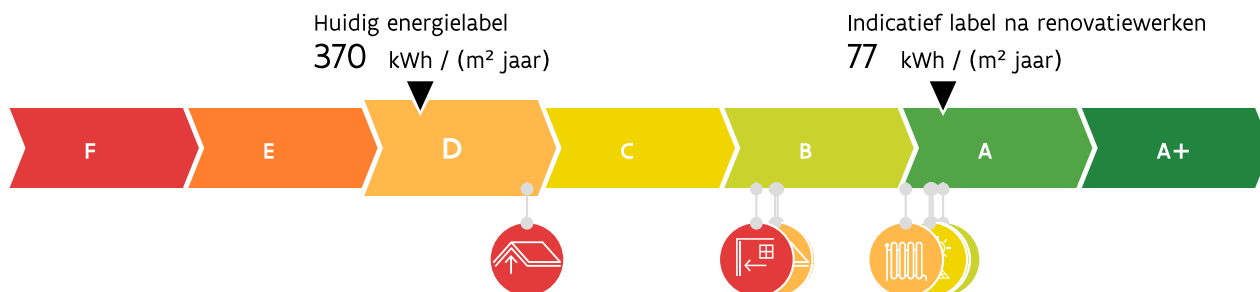 Huidig energielabel
370 kWh / (m² jaar)
Indicatief label na renovatiewerken
77 kWh / (m² jaar)
F E D C B A A+